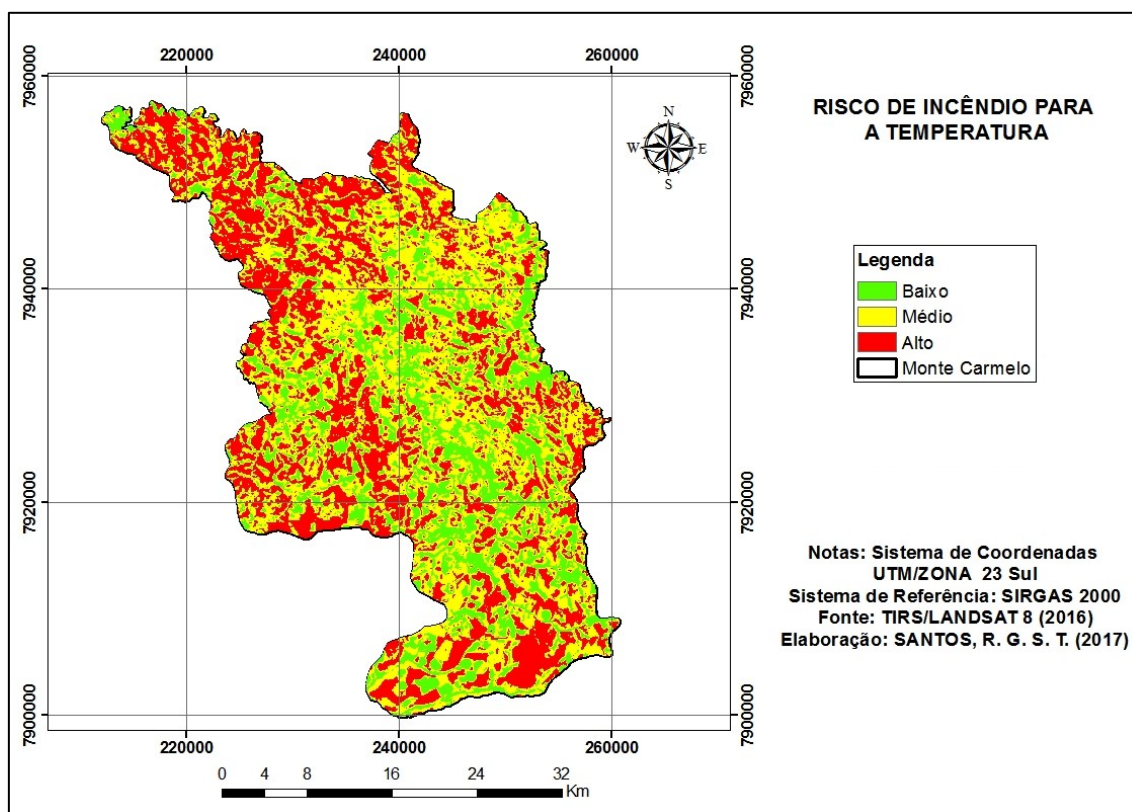 220000 240000 260000
7960000 7960000
RISCO DE INCÊNDIO PARA
A TEMPERATURA
N
W E
S
Legenda
Baixo
Médio
Alto
Monte Carmelo
7940000 7940000
7920000 7920000
Notas: Sistema de Coordenadas
UTM/ZONA 23 Sul
Sistema de Referência: SIRGAS 2000
Fonte: TIRS/LANDSAT 8 (2016)
Elaboração: SANTOS, R. G. S. T. (2017)
7900000 7900000
220000 240000 260000
0 4 8 16 24 32
Km